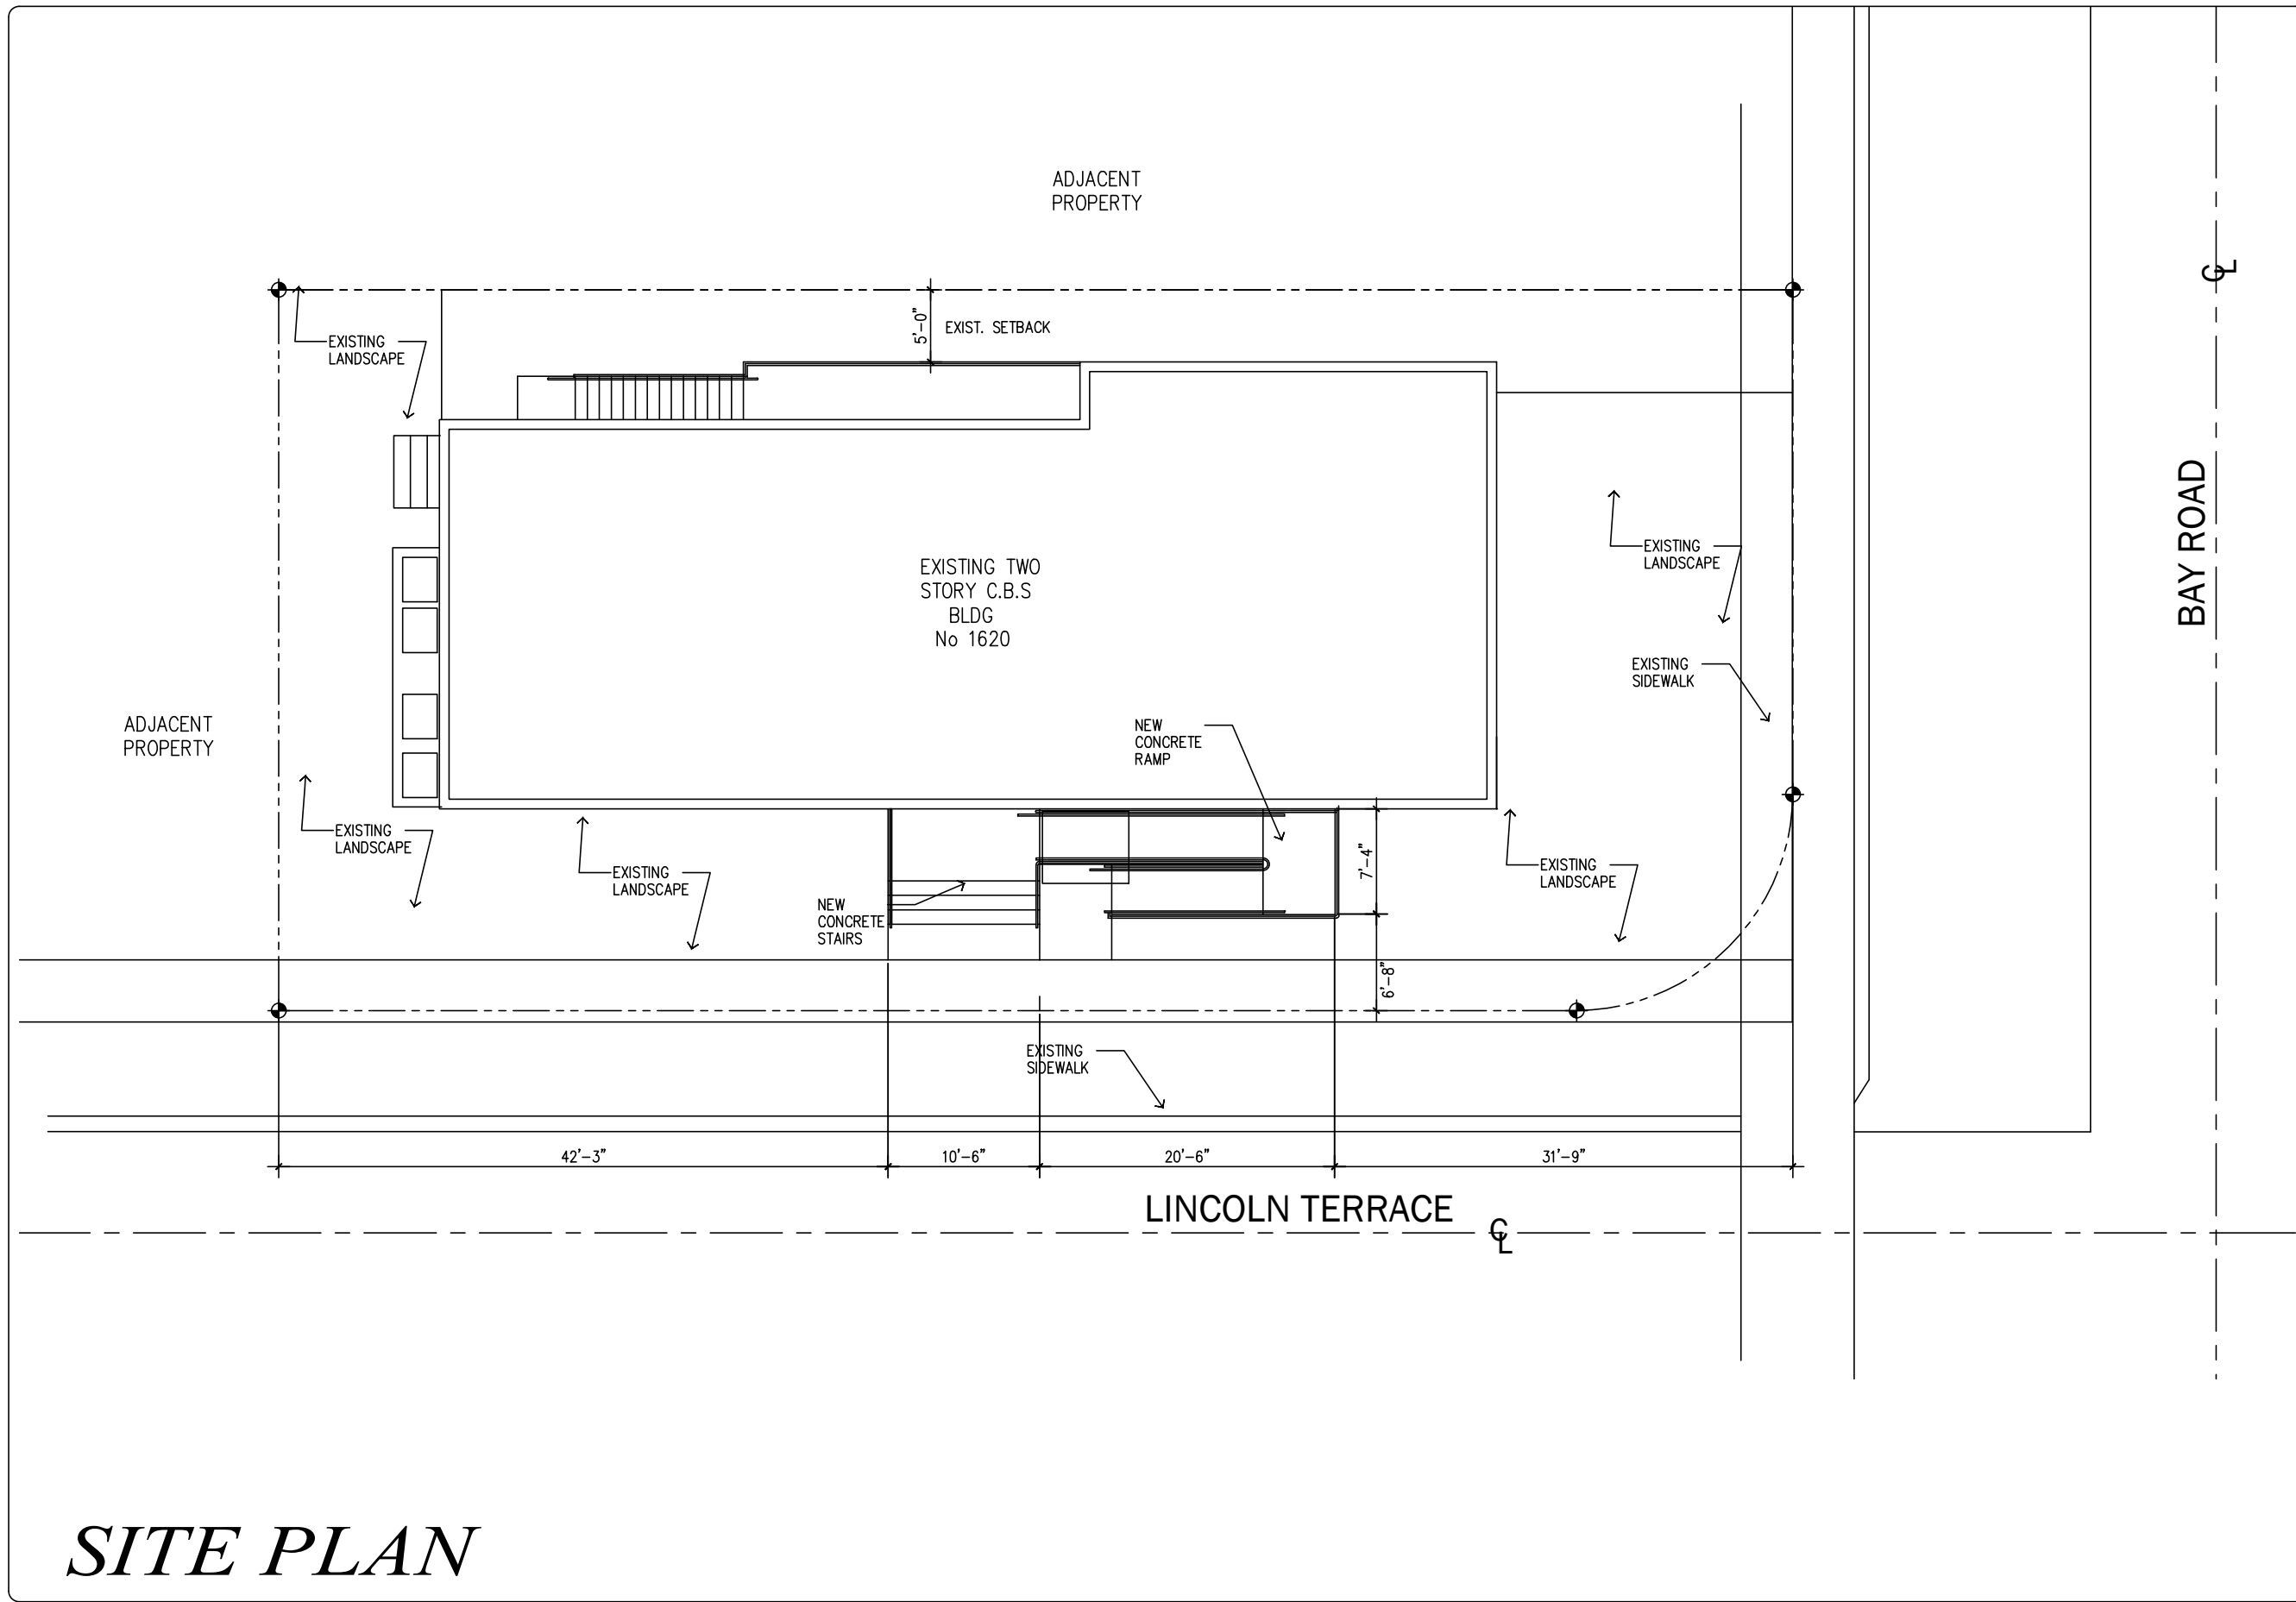 ADJACENT
PROPERTY
℄
5'-0"
EXIST. SETBACK
EXISTING
LANDSCAPE
BAY ROAD
EXISTING
LANDSCAPE
EXISTING TWO
STORY C.B.S
BLDG
No 1620
EXISTING
SIDEWALK
ADJACENT
PROPERTY
NEW
CONCRETE
RAMP
EXISTING
LANDSCAPE
EXISTING
LANDSCAPE
7'-4"
EXISTING
LANDSCAPE
NEW
CONCRETE
STAIRS
6'-8"
EXISTING
SIDEWALK
42'-3"
10'-6"
20'-6"
31'-9"
LINCOLN TERRACE
℄
SITE PLAN